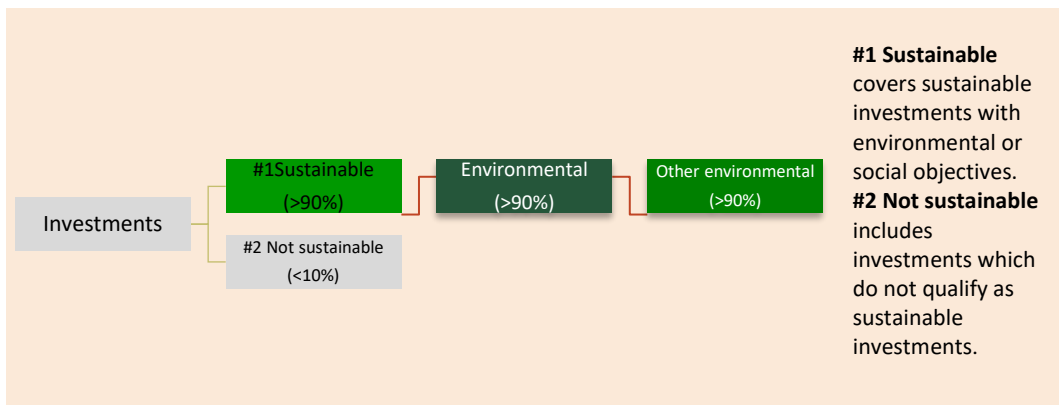 Investments
#1Sustainable
(>90%)
#2 Not sustainable
(<10%)
Environmental
(>90%)
Other environmental
(>90%)
#1 Sustainable
covers sustainable
investments with
environmental or
social objectives.
#2 Not sustainable
includes
investments which
do not qualify as
sustainable
investments.